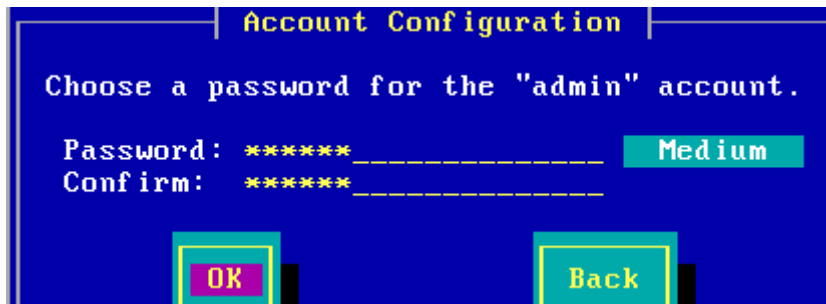 Account Configuration
Choose a password for the "admin" account.
Password: ******______________ Medium
Confirm: ******______________
OK Back